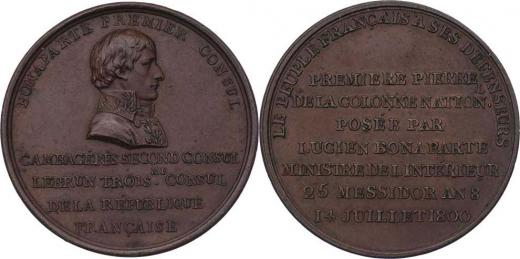 BONAPARTE PREMIER CONSUL
CAMBACÉRÈS SECOND CONSUL
LEBRUN TROIS.ME CONSUL
DE LA RÉPUBLIQUE
FRANÇAISE
LE PEUPLE FRANÇAIS A SES DÉFENSEURS
PREMIERE PIERRE
DE LA COLONNE NATION.L
POSÉE PAR
LUCIEN BONAPARTE
MINISTRE DE L'INTÉRIEUR
25 MESSIDOR AN 8
14 JUILLET 1800